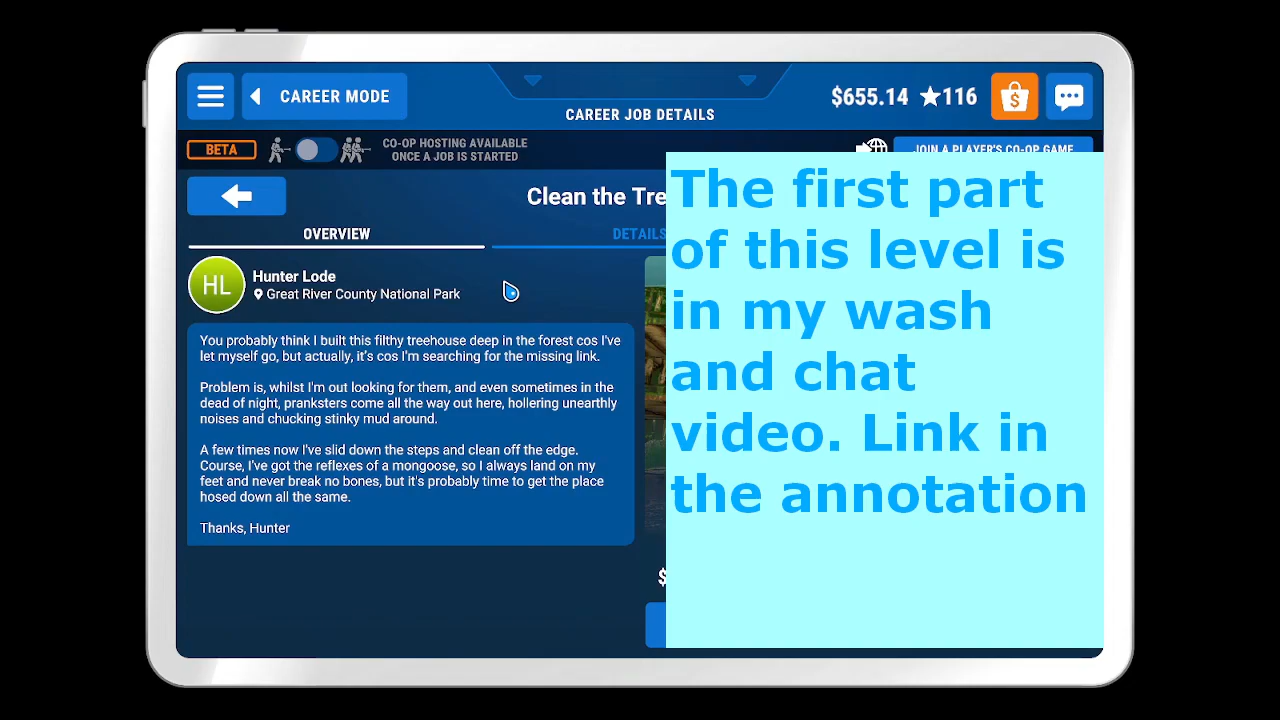 CAREER MODE
CAREER JOB DETAILS
$655.14 ★116
BETA
CO-OP HOSTING AVAILABLE
ONCE A JOB IS STARTED
JOIN A PLAYER'S CO-OP GAME
Clean the Tre
OVERVIEW
DETAILS
HL
Hunter Lode
Great River County National Park
You probably think I built this filthy treehouse deep in the forest cos I've
let myself go, but actually, it's cos I'm searching for the missing link.
Problem is, whilst I'm out looking for them, and even sometimes in the
dead of night, pranksters come all the way out here, hollering unearthly
noises and chucking stinky mud around.
A few times now I've slid down the steps and clean off the edge.
Course, I've got the reflexes of a mongoose, so I always land on my
feet and never break no bones, but it's probably time to get the place
hosed down all the same.
Thanks, Hunter
The first part
of this level is
in my wash
and chat
video. Link in
the annotation
$